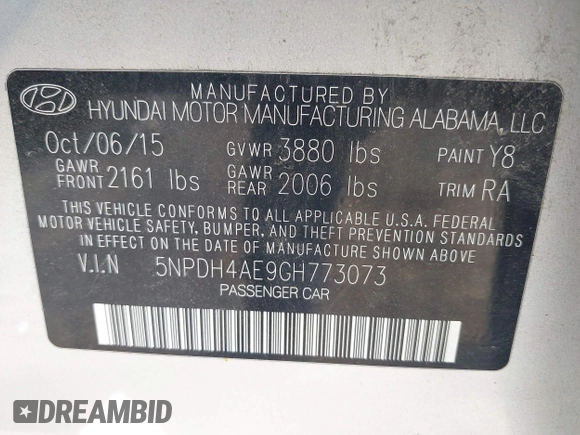 MANUFACTURED BY
HYUNDAI MOTOR MANUFACTURING ALABAMA, LLC
Oct/06/15 GVWR 3880 lbs PAINT Y8
GAWR FRONT 2161 lbs GAWR REAR 2006 lbs TRIM RA
THIS VEHICLE CONFORMS TO ALL APPLICABLE U.S.A. FEDERAL
MOTOR VEHICLE SAFETY, BUMPER, AND THEFT PREVENTION STANDARDS
IN EFFECT ON THE DATE OF MANUFACTURE SHOWN ABOVE.
V.I.N 5NPDH4AE9GH773073
PASSENGER CAR
DREAMBID